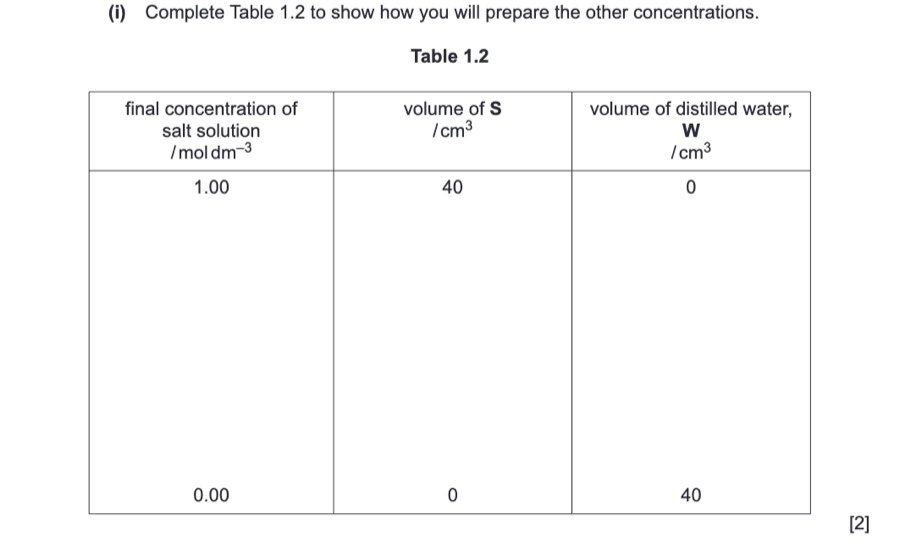 (i) Complete Table 1.2 to show how you will prepare the other concentrations.
Table 1.2
final concentration of salt solution /mol dm⁻³
volume of S /cm³
volume of distilled water, W /cm³
1.00 40 0
0.00 0 40
[2]